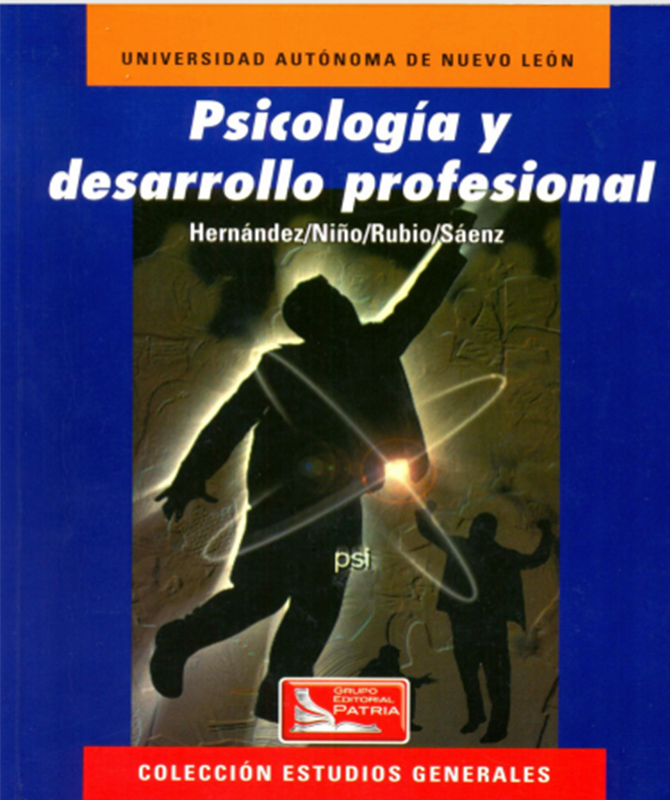 UNIVERSIDAD AUTÓNOMA DE NUEVO LEÓN
Psicología y
desarrollo profesional
Hernández/Niño/Rubio/Sáenz
psi
GRUPO
EDITORIAL
PATRIA
COLECCIÓN ESTUDIOS GENERALES